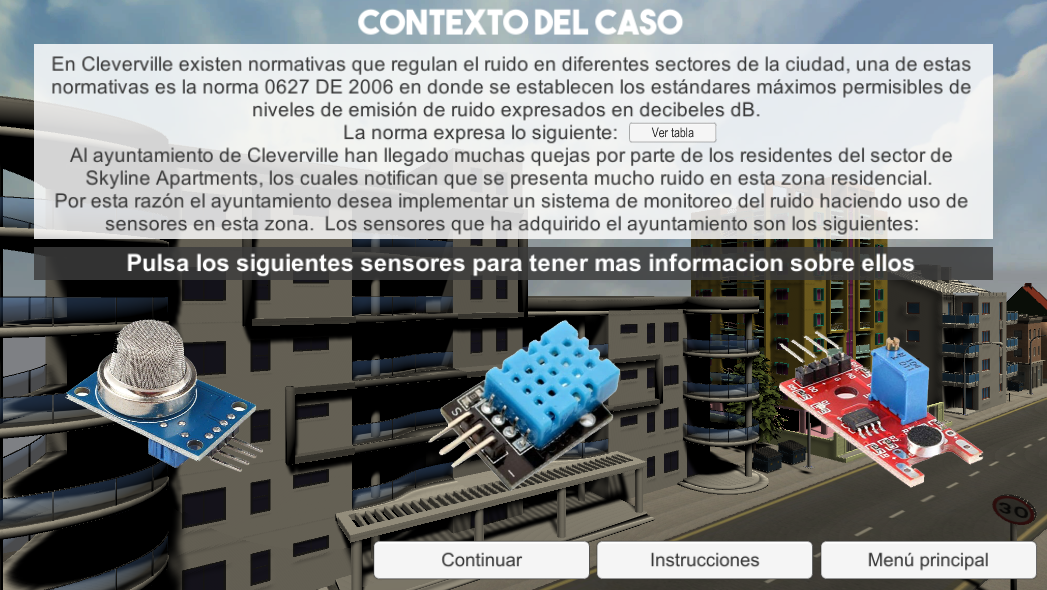 CONTEXTO DEL CASO
En Cleverville existen normativas que regulan el ruido en diferentes sectores de la ciudad, una de estas
normativas es la norma 0627 DE 2006 en donde se establecen los estándares máximos permisibles de
niveles de emisión de ruido expresados en decibeles dB.
La norma expresa lo siguiente: Ver tabla
Al ayuntamiento de Cleverville han llegado muchas quejas por parte de los residentes del sector de
Skyline Apartments, los cuales notifican que se presenta mucho ruido en esta zona residencial.
Por esta razón el ayuntamiento desea implementar un sistema de monitoreo del ruido haciendo uso de
sensores en esta zona. Los sensores que ha adquirido el ayuntamiento son los siguientes:
Pulsa los siguientes sensores para tener mas informacion sobre ellos
S
30
Continuar Instrucciones Menú principal